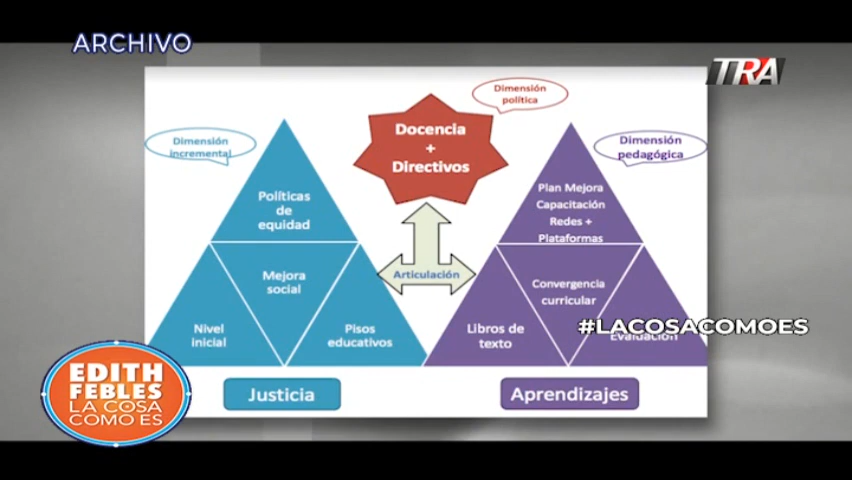 ARCHIVO
TRA
Dimensión
política
Dimensión
incremental
Docencia
+
Directivos
Dimensión
pedagógica
Políticas
de
equidad
Plan Mejora
Capacitación
Redes +
Plataformas
Articulación
Mejora
social
Convergencia
curricular
Nivel
inicial
Pisos
educativos
Libros de
texto
Evaluación
#LACOSACOMOES
Justicia
Aprendizajes
EDITH
FEBLES
LA COSA
COMO ES